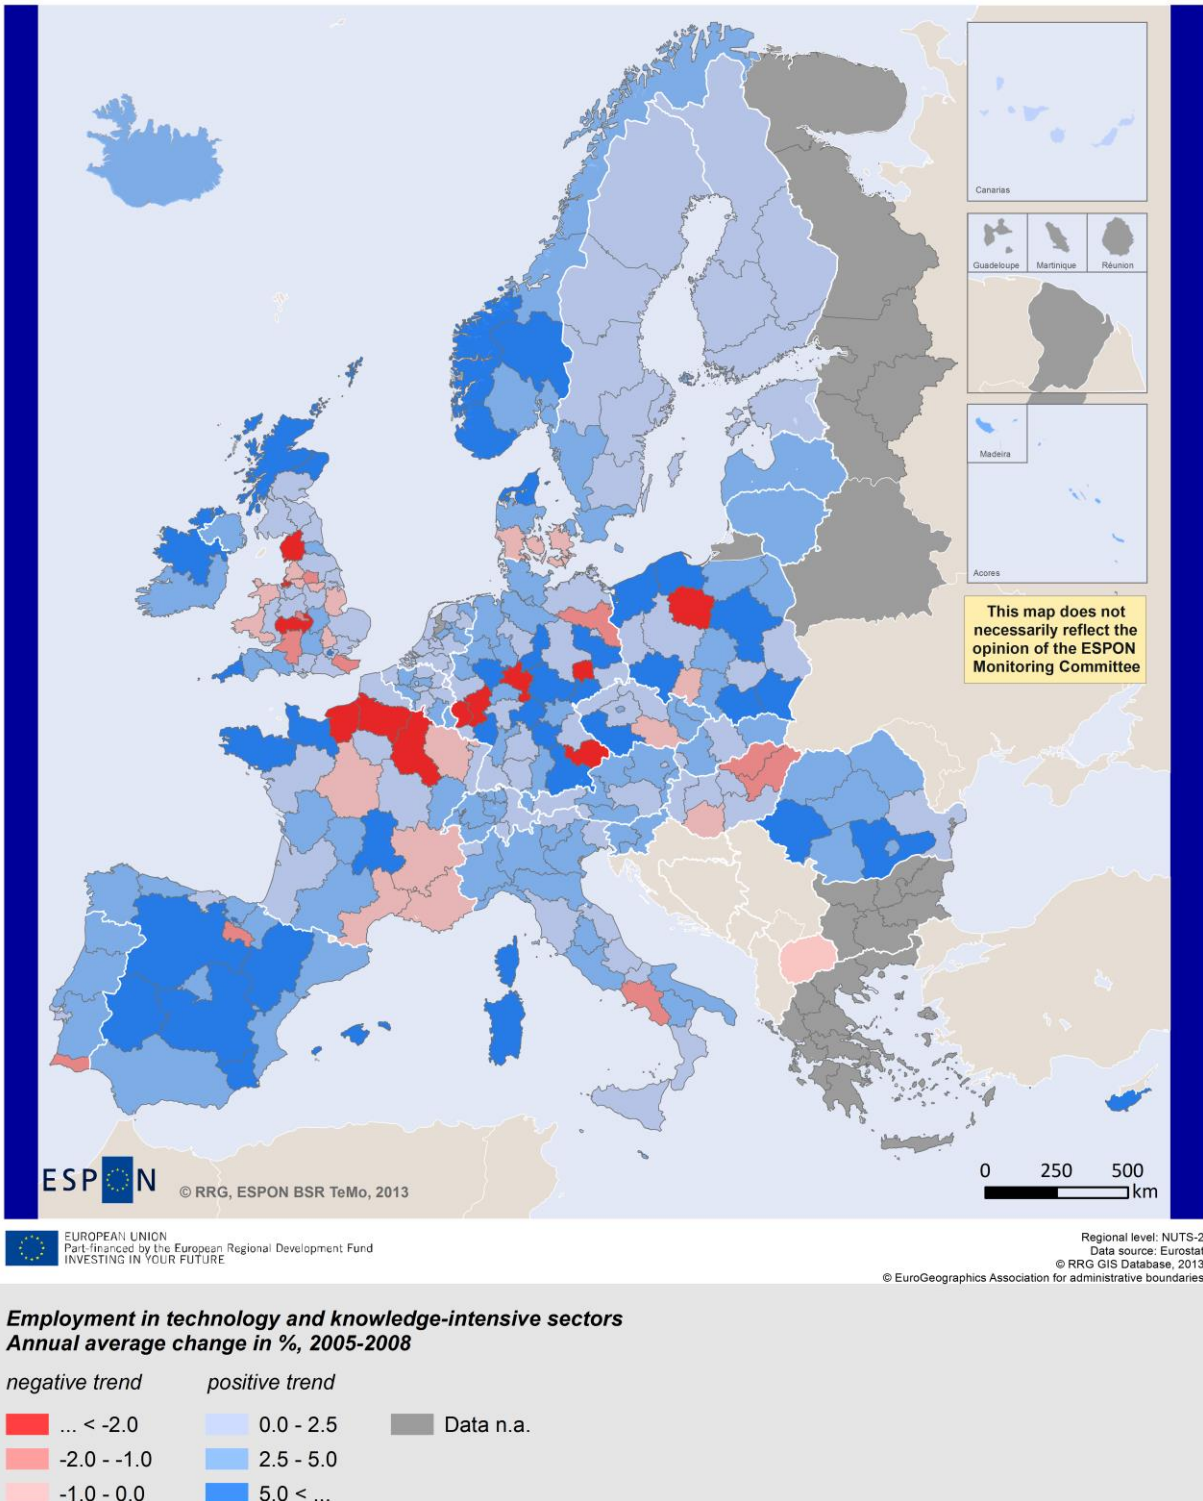 Canarias
Guadeloupe
Martinique
Réunion
Madeira
Acores
This map does not
necessarily reflect the
opinion of the ESPON
Monitoring Committee
ESPON
© RRG, ESPON BSR TeMo, 2013
0 250 500
km
EUROPEAN UNION
Part-financed by the European Regional Development Fund
INVESTING IN YOUR FUTURE
Regional level: NUTS-2
Data source: Eurostat
© RRG GIS Database, 2013
© EuroGeographics Association for administrative boundaries
Employment in technology and knowledge-intensive sectors
Annual average change in %, 2005-2008
negative trend positive trend
... < -2.0 0.0 - 2.5 Data n.a.
-2.0 - -1.0 2.5 - 5.0
-1.0 - 0.0 5.0 < ...